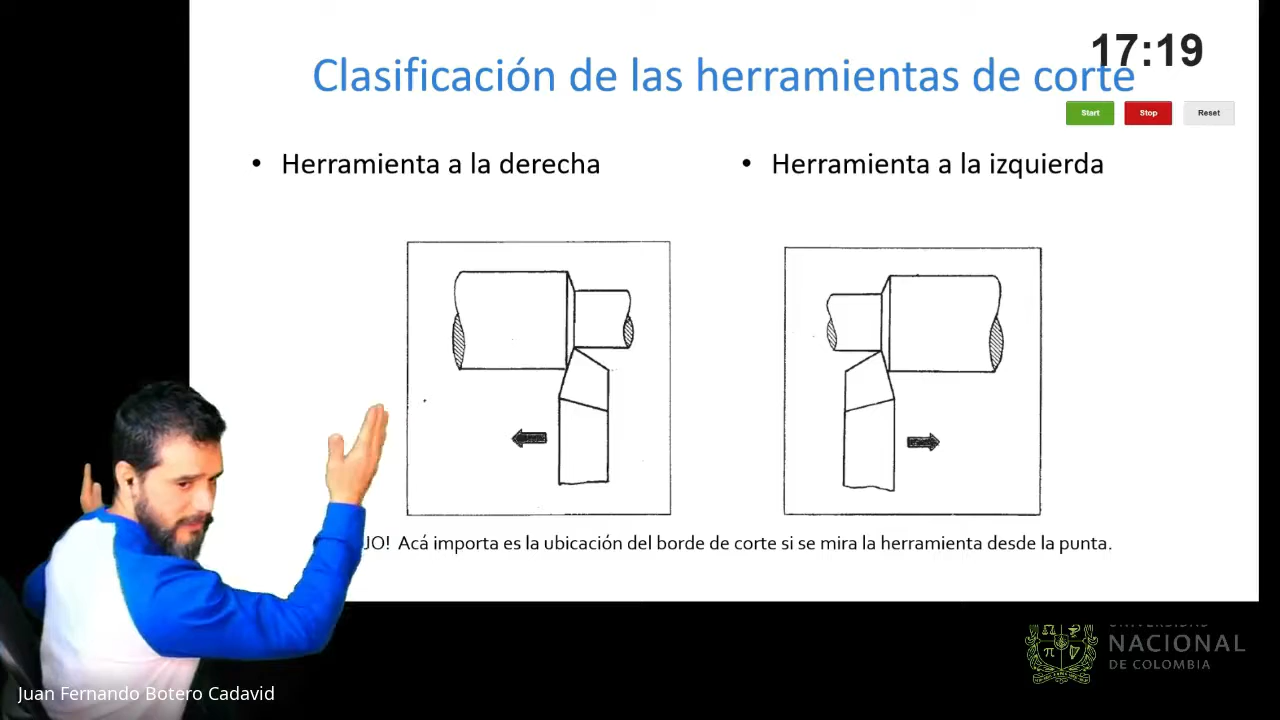 17:19
Clasificación de las herramientas de corte
Start Stop Reset
• Herramienta a la derecha
• Herramienta a la izquierda
JO! Acá importa es la ubicación del borde de corte si se mira la herramienta desde la punta.
UNIVERSIDAD
NACIONAL
DE COLOMBIA
Juan Fernando Botero Cadavid